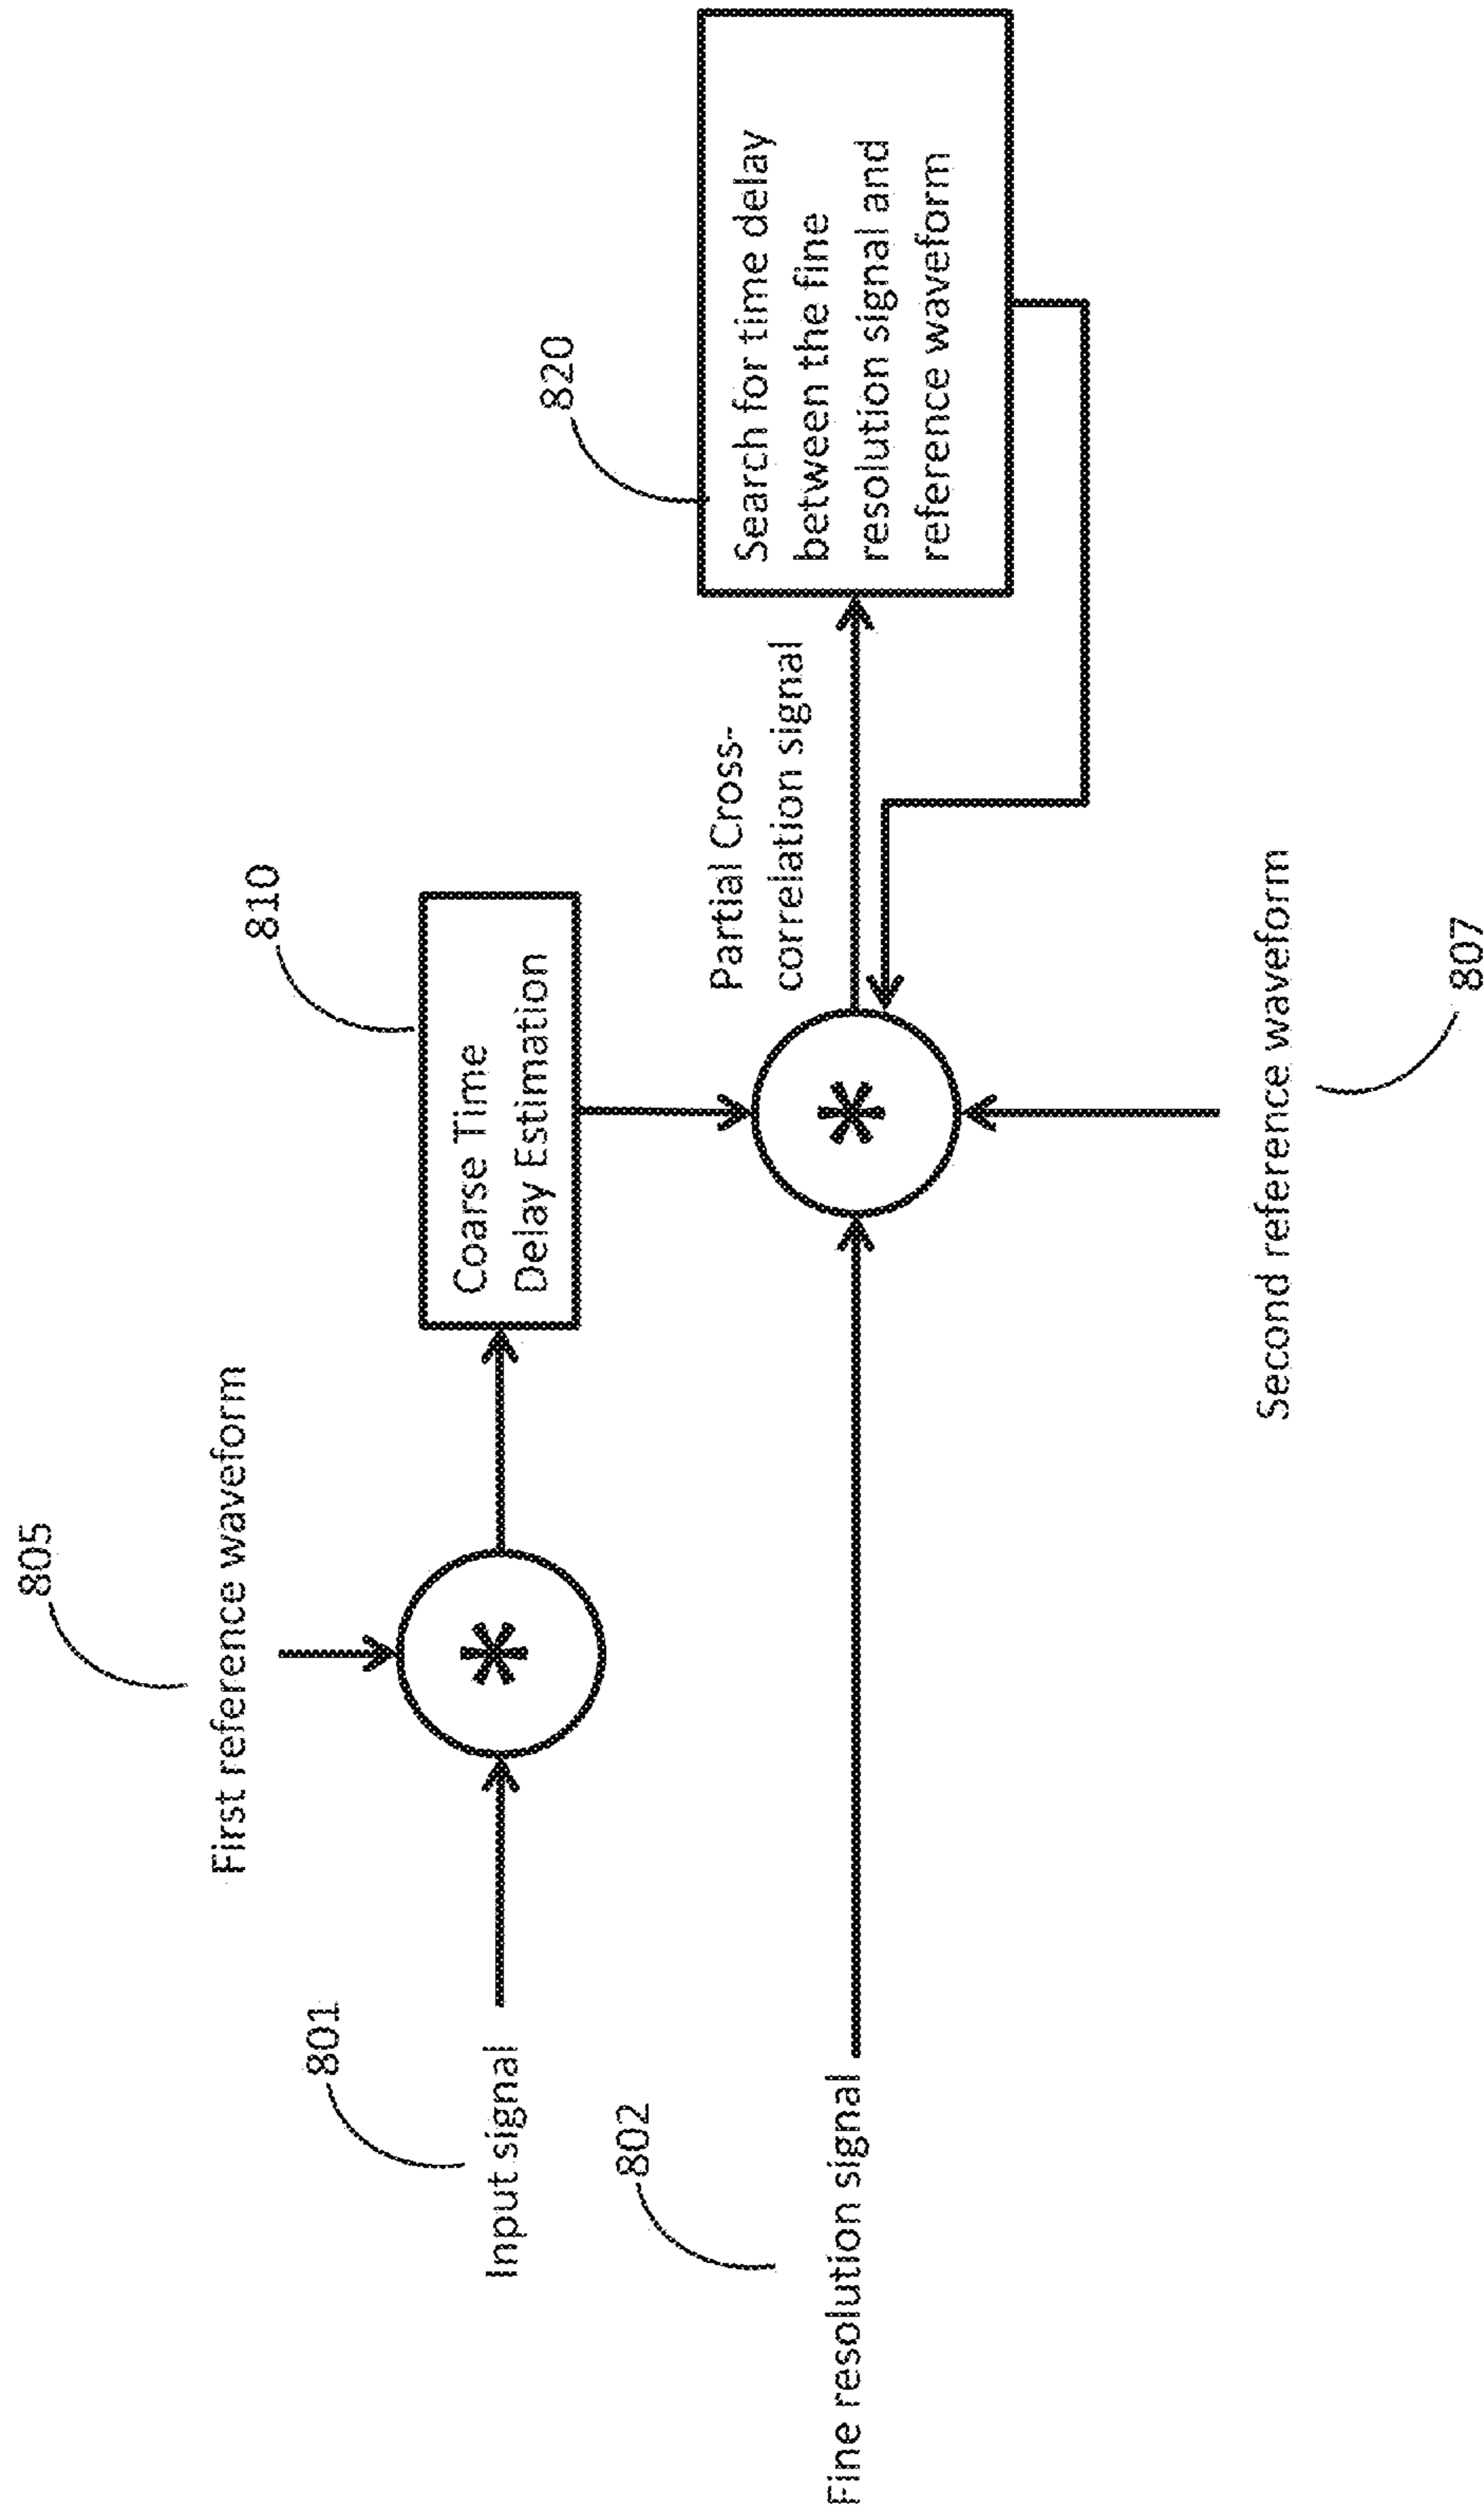 805
First reference waveform
801
Input signal
810
Coarse Time
Delay Estimation
802
Fine resolution signal
*
*
Partial Cross-
correlation signal
820
Search for time delay
between the fine
resolution signal and
reference waveform
Second reference waveform
807